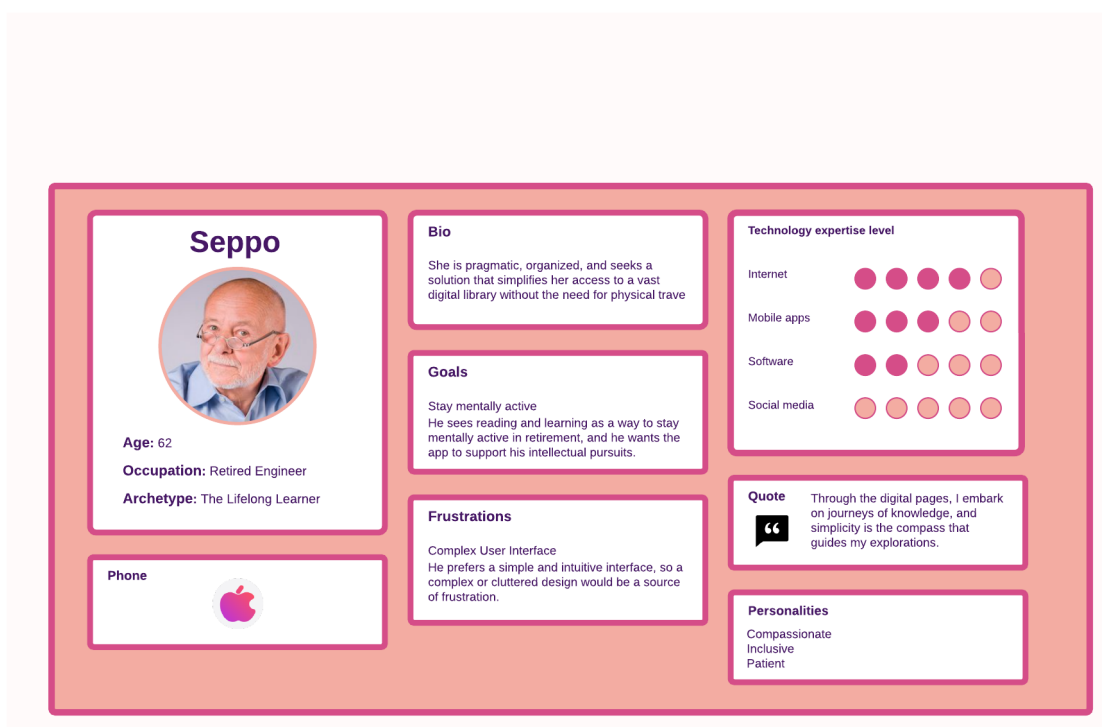 Seppo
Age: 62
Occupation: Retired Engineer
Archetype: The Lifelong Learner
Phone
Bio
She is pragmatic, organized, and seeks a
solution that simplifies her access to a vast
digital library without the need for physical trave
Goals
Stay mentally active
He sees reading and learning as a way to stay
mentally active in retirement, and he wants the
app to support his intellectual pursuits.
Frustrations
Complex User Interface
He prefers a simple and intuitive interface, so a
complex or cluttered design would be a source
of frustration.
Technology expertise level
Internet
Mobile apps
Software
Social media
Quote
Through the digital pages, I embark
on journeys of knowledge, and
simplicity is the compass that
guides my explorations.
Personalities
Compassionate
Inclusive
Patient